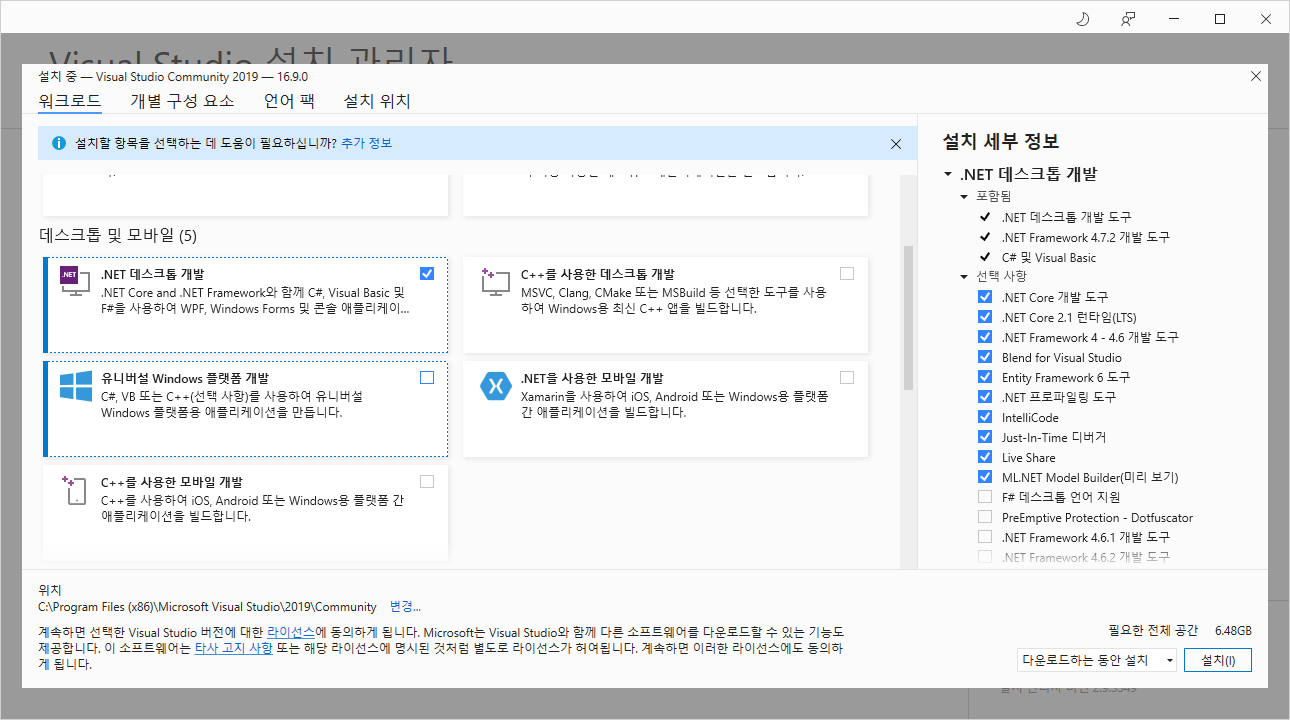 Visual Studio 설치 관리자
설치 중 — Visual Studio Community 2019 — 16.9.0
워크로드 개별 구성 요소 언어 팩 설치 위치
설치할 항목을 선택하는 데 도움이 필요하십니까? 추가 정보
데스크톱 및 모바일 (5)
.NET
.NET 데스크톱 개발
.NET Core and .NET Framework와 함께 C#, Visual Basic 및
F#을 사용하여 WPF, Windows Forms 및 콘솔 애플리케이...
C++를 사용한 데스크톱 개발
MSVC, Clang, CMake 또는 MSBuild 등 선택한 도구를 사용
하여 Windows용 최신 C++ 앱을 빌드합니다.
유니버설 Windows 플랫폼 개발
C#, VB 또는 C++(선택 사항)를 사용하여 유니버설
Windows 플랫폼용 애플리케이션을 만듭니다.
.NET을 사용한 모바일 개발
Xamarin을 사용하여 iOS, Android 또는 Windows용 플랫폼
간 애플리케이션을 빌드합니다.
C++를 사용한 모바일 개발
C++를 사용하여 iOS, Android 또는 Windows용 플랫폼 간
애플리케이션을 빌드합니다.
설치 세부 정보
.NET 데스크톱 개발
포함됨
.NET 데스크톱 개발 도구
.NET Framework 4.7.2 개발 도구
C# 및 Visual Basic
선택 사항
.NET Core 개발 도구
.NET Core 2.1 런타임(LTS)
.NET Framework 4 - 4.6 개발 도구
Blend for Visual Studio
Entity Framework 6 도구
.NET 프로파일링 도구
IntelliCode
Just-In-Time 디버거
Live Share
ML.NET Model Builder(미리 보기)
F# 데스크톱 언어 지원
PreEmptive Protection - Dotfuscator
.NET Framework 4.6.1 개발 도구
.NET Framework 4.6.2 개발 도구
위치
C:\Program Files (x86)\Microsoft Visual Studio\2019\Community 변경...
계속하면 선택한 Visual Studio 버전에 대한 라이선스에 동의하게 됩니다. Microsoft는 Visual Studio와 함께 다른 소프트웨어를 다운로드할 수 있는 기능도
제공합니다. 이 소프트웨어는 타사 고지 사항 또는 해당 라이선스에 명시된 것처럼 별도로 라이선스가 허여됩니다. 계속하면 이러한 라이선스에도 동의하
게 됩니다.
필요한 전체 공간 6.48GB
다운로드하는 동안 설치 설치(I)